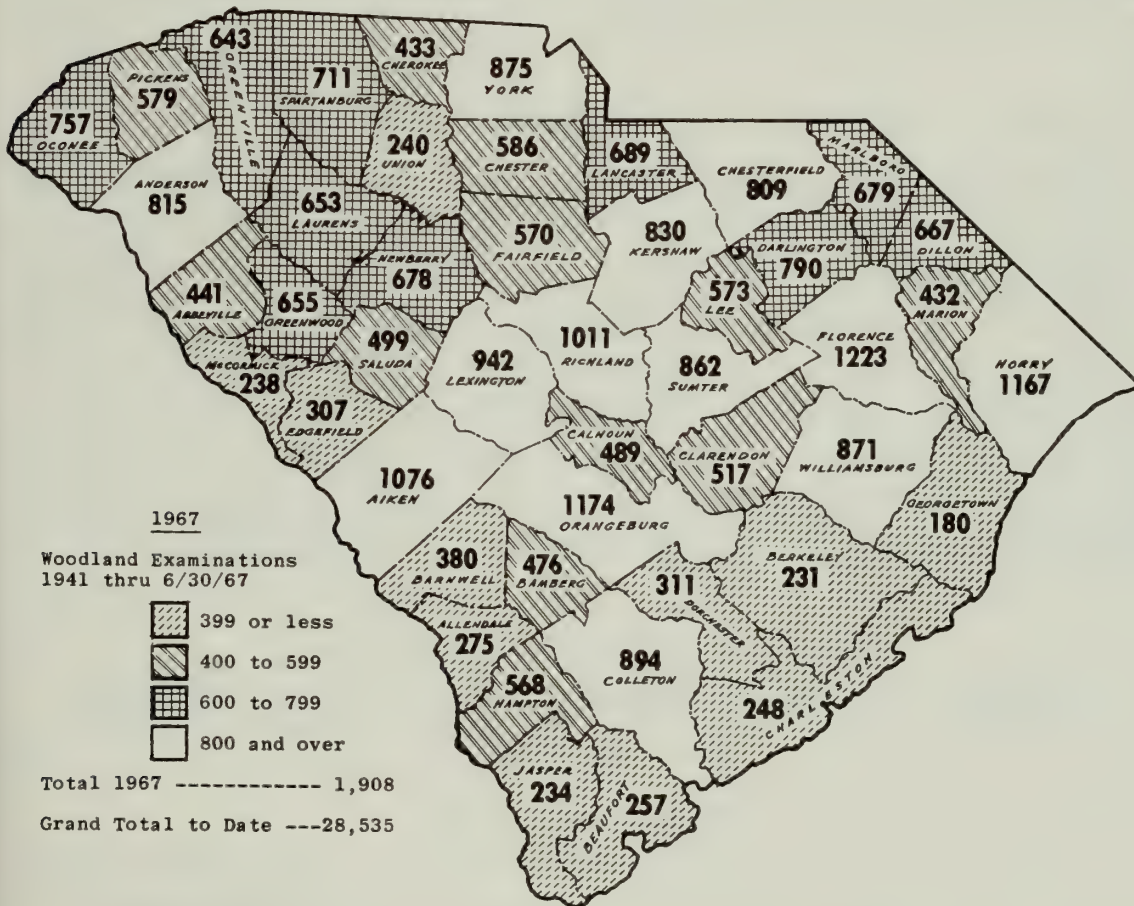 643
GREENVILLE
433
CHEROKEE
875
YORK
PICKENS
579
711
SPARTANBURG
757
OCONEE
240
UNION
586
CHESTER
689
LANCASTER
CHESTERFIELD
809
MARLBORO
679
ANDERSON
815
653
LAURENS
570
FAIRFIELD
830
KERSHAW
DARLINGTON
790
667
DILLON
NEWBERRY
678
441
ABBEVILLE
655
GREENWOOD
573
LEE
432
MARION
499
SALUDA
1011
RICHLAND
FLORENCE
1223
942
LEXINGTON
862
SUMTER
HORRY
1167
McCORMICK
238
307
EDGEFIELD
CALHOUN
489
CLARENDON
517
871
WILLIAMSBURG
1076
AIKEN
1174
ORANGEBURG
GEORGETOWN
180
380
BARNWELL
476
BAMBERG
311
DORCHESTER
BERKELEY
231
ALLENDALE
275
894
COLLETON
568
HAMPTON
248
CHARLESTON
JASPER
234
257
BEAUFORT
1967
Woodland Examinations
1941 thru 6/30/67
399 or less
400 to 599
600 to 799
800 and over
Total 1967 ------------ 1,908
Grand Total to Date ---28,535